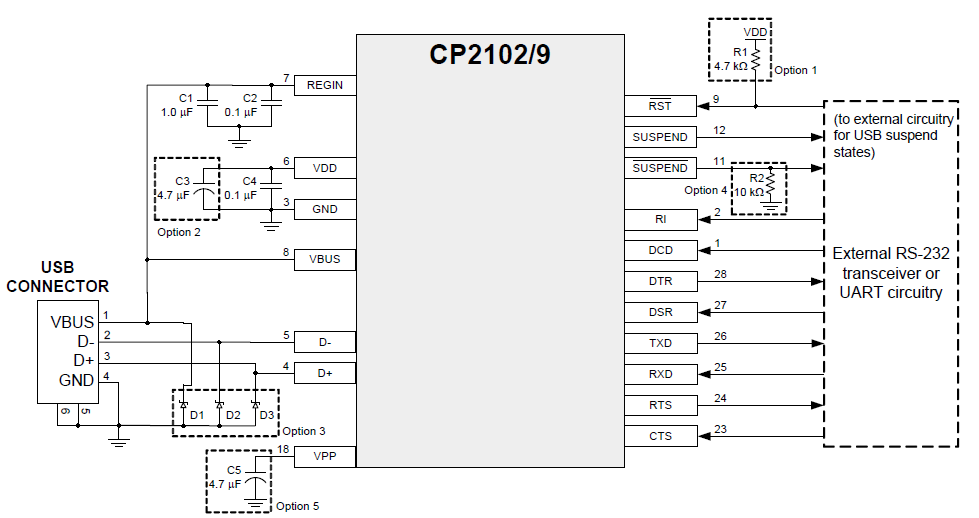 CP2102/9
VDD
R1
4.7 kΩ
Option 1
7
REGIN
C1
1.0 μF
C2
0.1 μF
9
RST
(to external circuitry
for USB suspend
states)
SUSPEND
12
6
VDD
SUSPEND
11
C3
4.7 μF
C4
0.1 μF
R2
10 kΩ
Option 4
3
GND
Option 2
RI
2
8
VBUS
DCD
1
External RS-232
transceiver or
UART circuitry
USB
CONNECTOR
DTR
28
DSR
27
VBUS
1
D-
2
D+
3
GND
4
6
5
5
D-
TXD
26
4
D+
RXD
25
D1
D2
D3
Option 3
RTS
24
CTS
23
18
VPP
C5
4.7 μF
Option 5